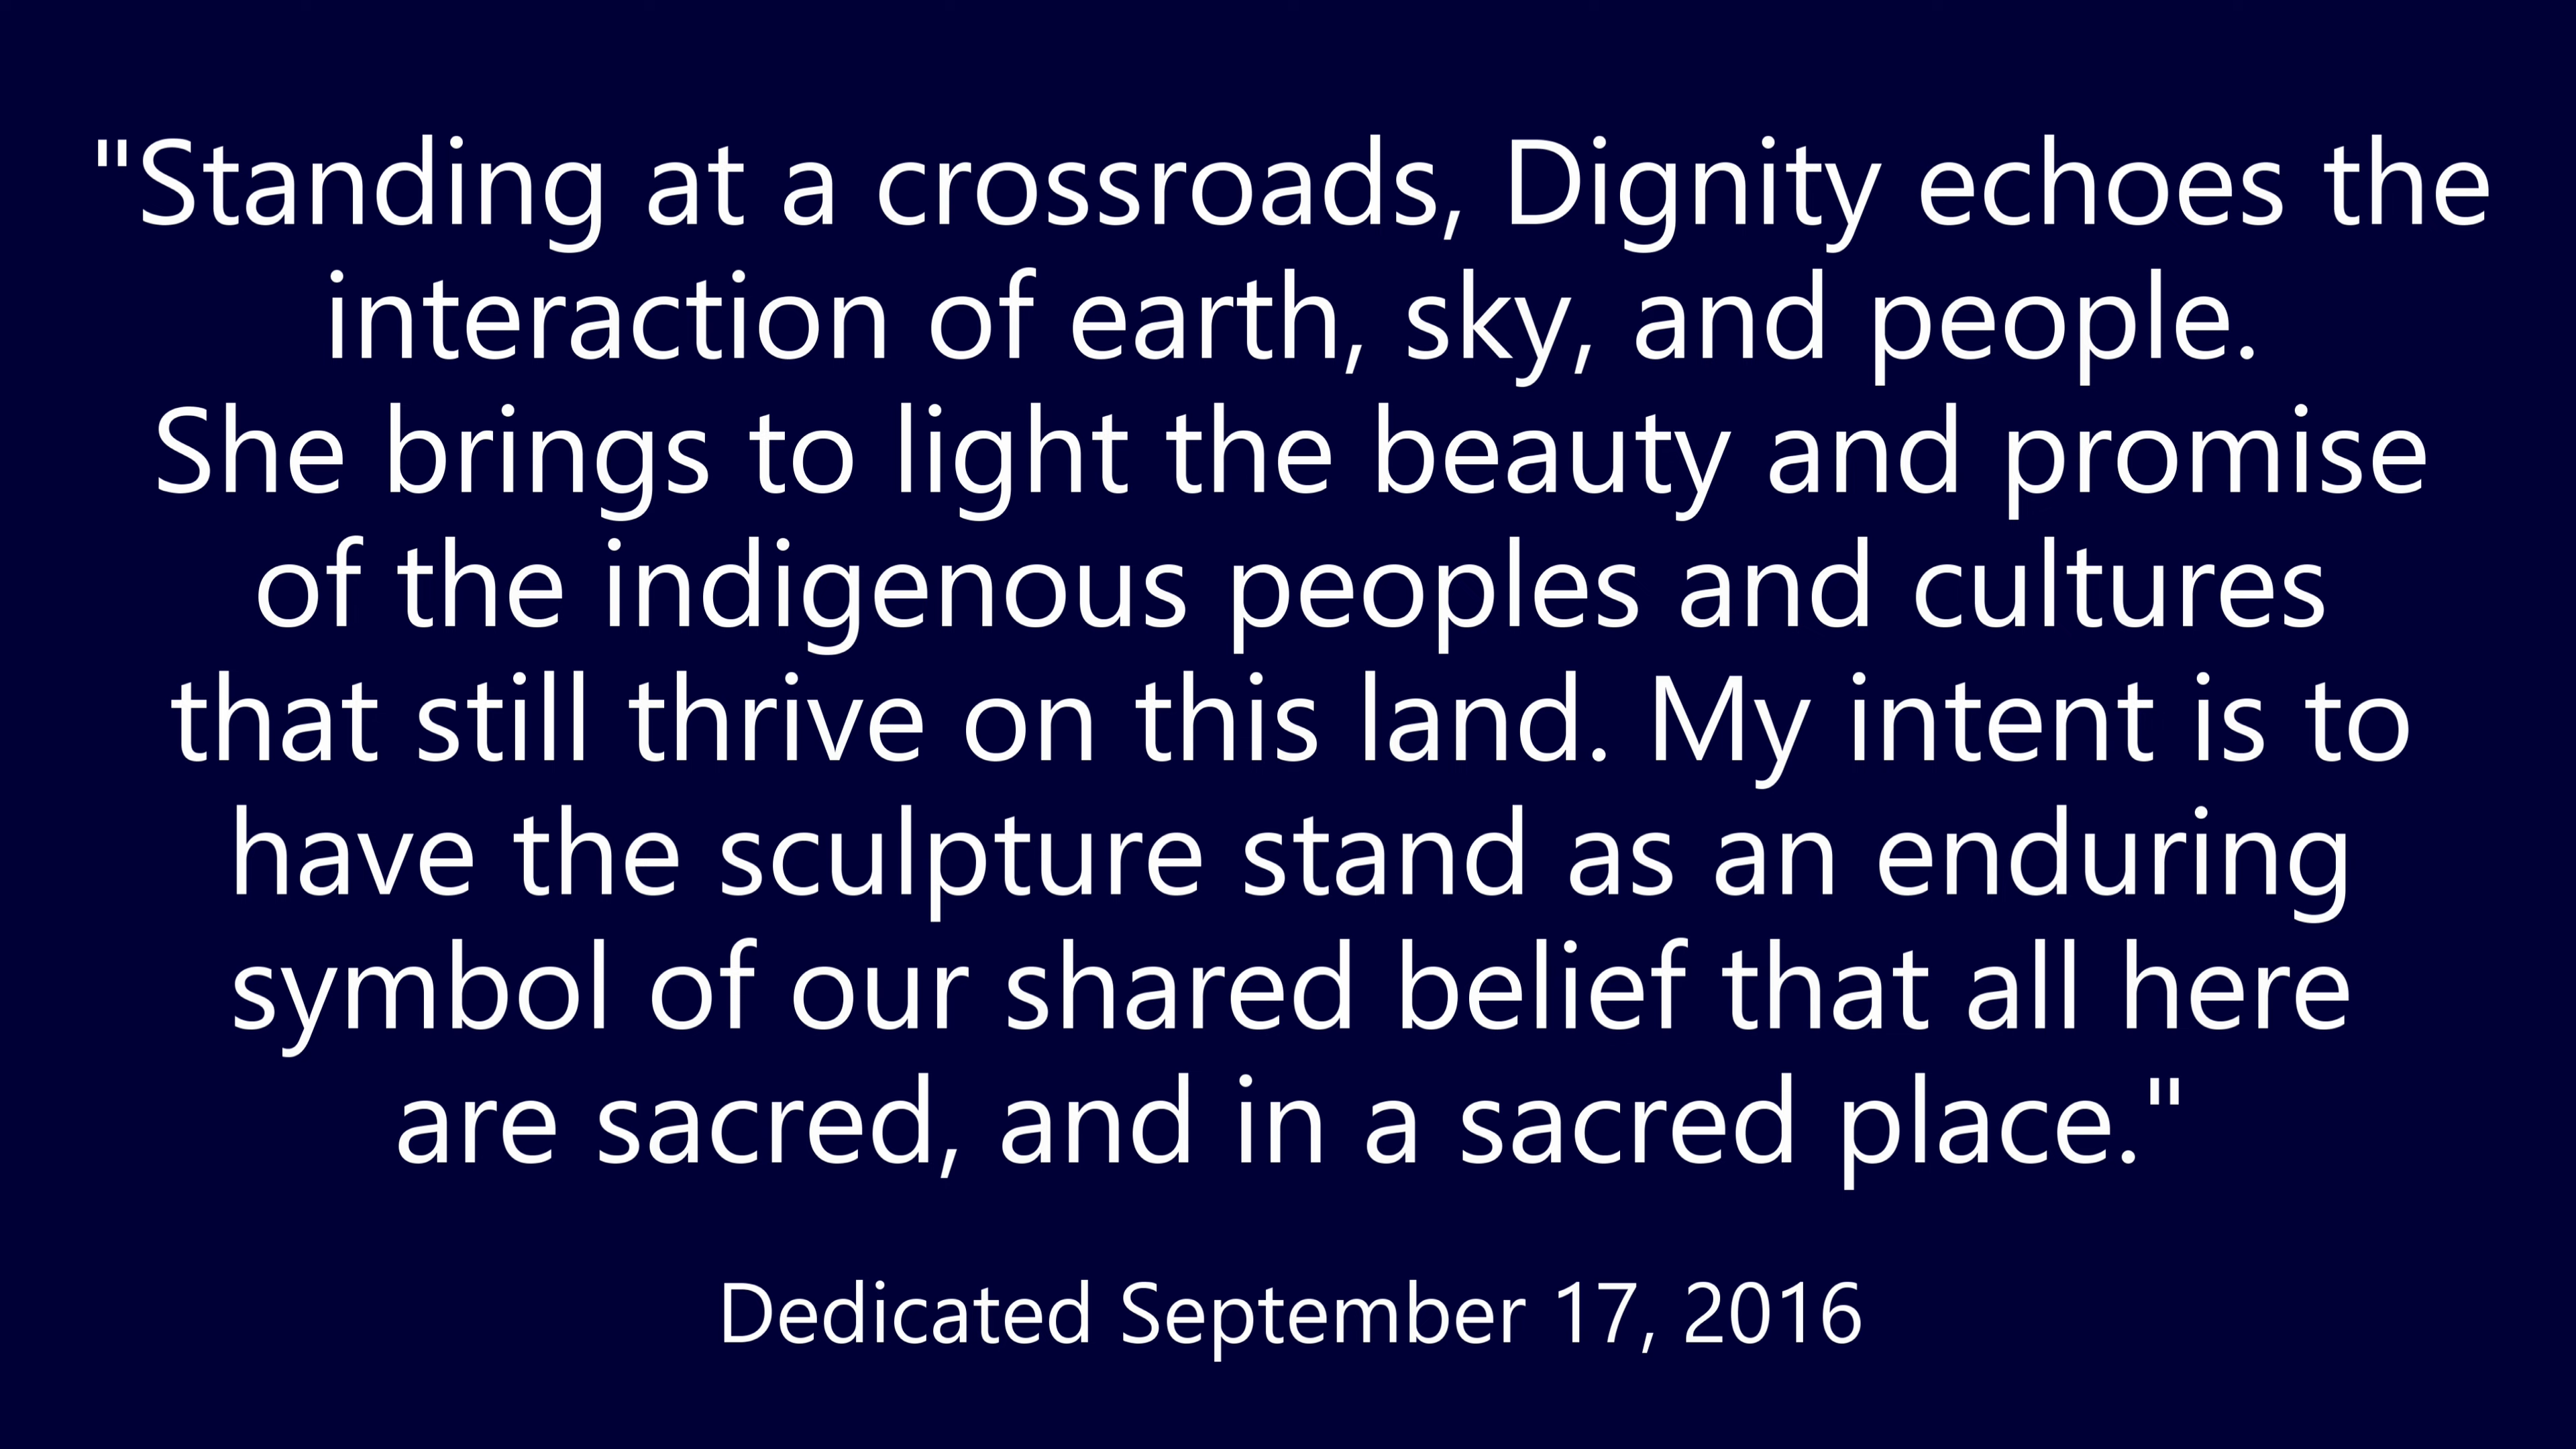 "Standing at a crossroads, Dignity echoes the
interaction of earth, sky, and people.
She brings to light the beauty and promise
of the indigenous peoples and cultures
that still thrive on this land. My intent is to
have the sculpture stand as an enduring
symbol of our shared belief that all here
are sacred, and in a sacred place."
Dedicated September 17, 2016